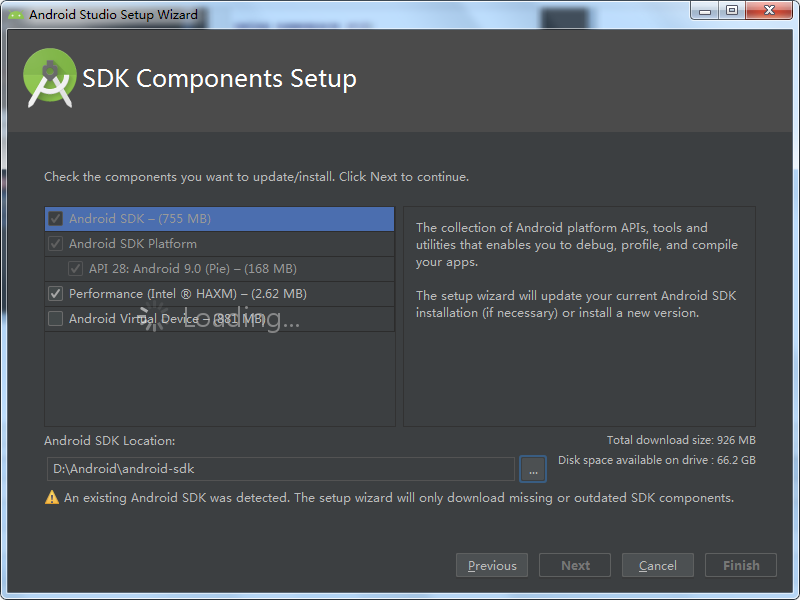 Android Studio Setup Wizard
SDK Components Setup
Check the components you want to update/install. Click Next to continue.
Android SDK – (755 MB)
Android SDK Platform
API 28: Android 9.0 (Pie) – (168 MB)
Performance (Intel ® HAXM) – (2.62 MB)
Android Virtual Device – (881 MB)
Loading...
The collection of Android platform APIs, tools and
utilities that enables you to debug, profile, and compile
your apps.
The setup wizard will update your current Android SDK
installation (if necessary) or install a new version.
Android SDK Location:
Total download size: 926 MB
D:\Android\android-sdk
...
Disk space available on drive : 66.2 GB
An existing Android SDK was detected. The setup wizard will only download missing or outdated SDK components.
Previous
Next
Cancel
Finish